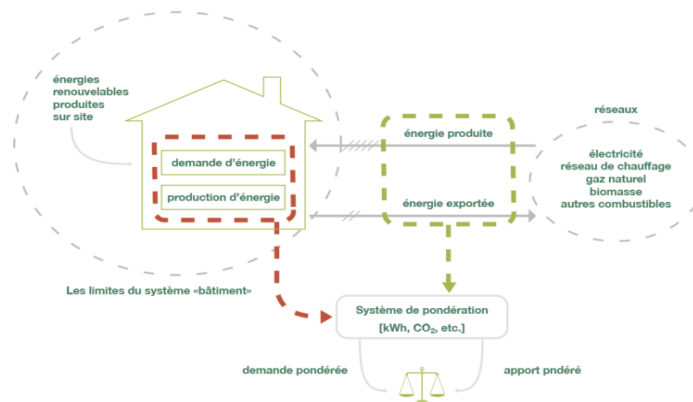 énergies
renouvelables
produites
sur site
demande d'énergie
production d'énergie
énergie produite
énergie exportée
réseaux
électricité
réseau de chauffage
gaz naturel
biomasse
autres combustibles
Les limites du système «bâtiment»
Système de pondération
[kWh, CO₂, etc.]
demande pondérée
apport pndéré